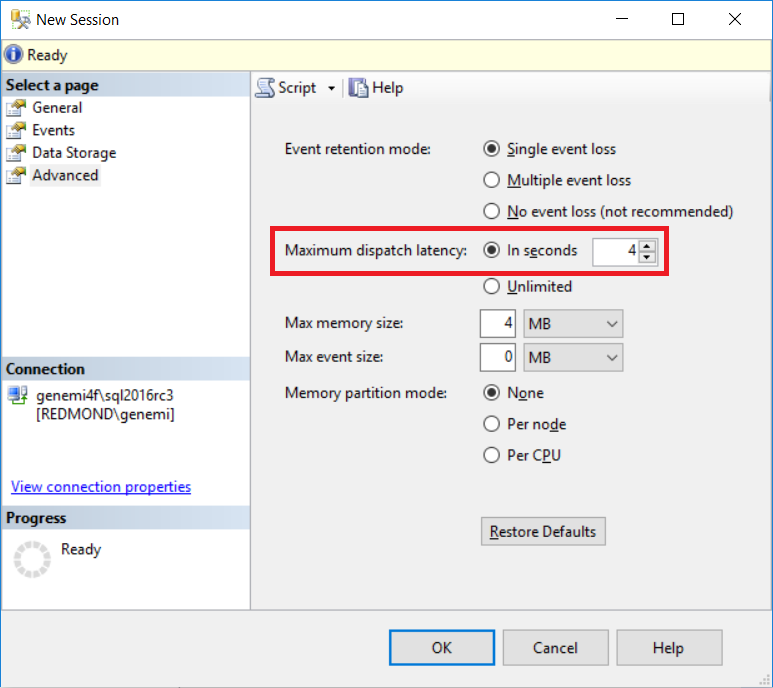 New Session
Ready
Select a page
General
Events
Data Storage
Advanced
Connection
genemi4f\sql2016rc3
[REDMOND\genemi]
View connection properties
Progress
Ready
Script
Help
Event retention mode:
Single event loss
Multiple event loss
No event loss (not recommended)
Maximum dispatch latency:
In seconds
4
Unlimited
Max memory size:
4
MB
Max event size:
0
MB
Memory partition mode:
None
Per node
Per CPU
Restore Defaults
OK
Cancel
Help